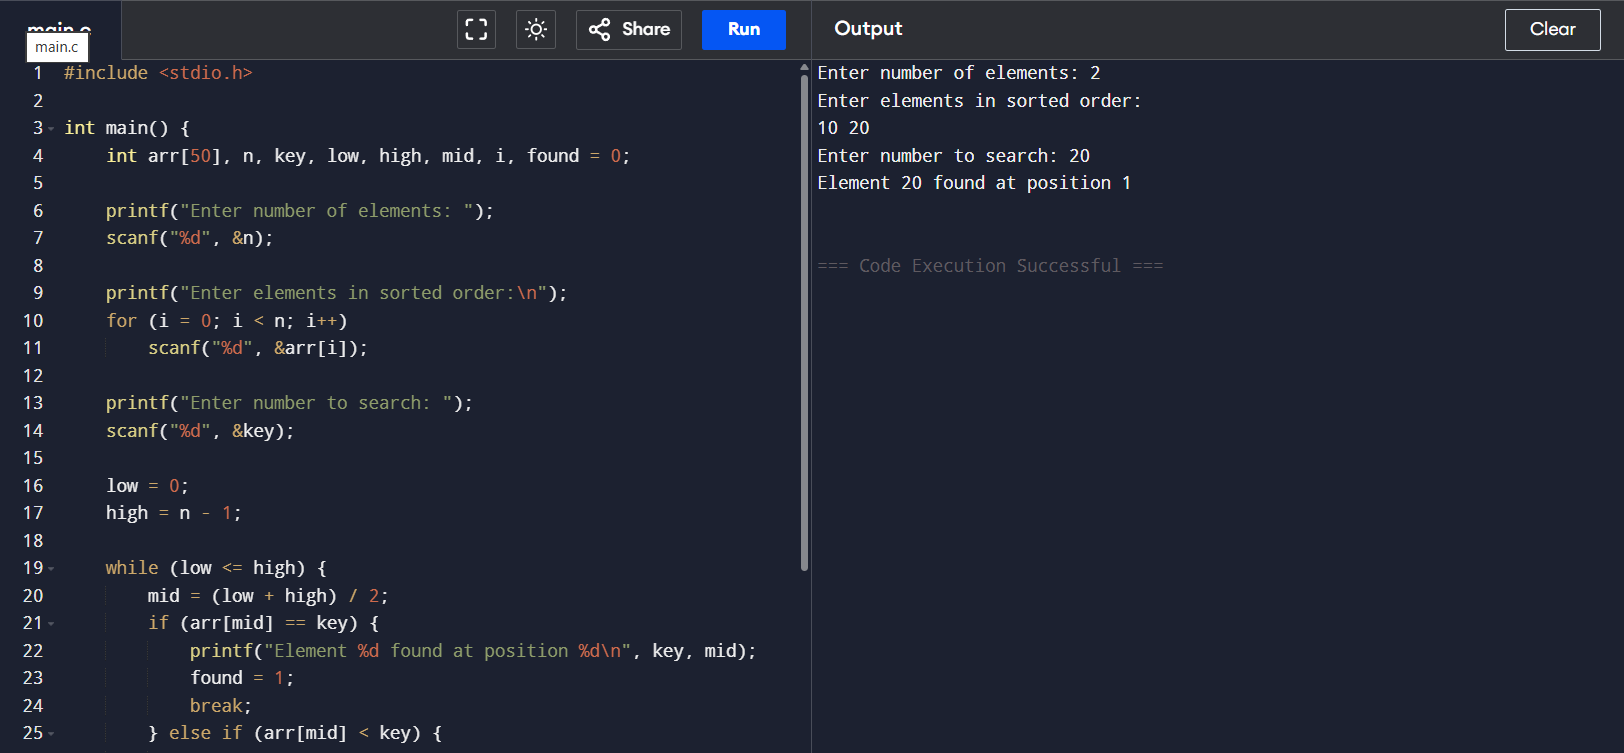 main.c
main.c
Share
Run
Output
Clear
1 #include <stdio.h>
2
3 int main() {
4     int arr[50], n, key, low, high, mid, i, found = 0;
5
6     printf("Enter number of elements: ");
7     scanf("%d", &n);
8
9     printf("Enter elements in sorted order:\n");
10     for (i = 0; i < n; i++)
11         scanf("%d", &arr[i]);
12
13     printf("Enter number to search: ");
14     scanf("%d", &key);
15
16     low = 0;
17     high = n - 1;
18
19     while (low <= high) {
20         mid = (low + high) / 2;
21         if (arr[mid] == key) {
22             printf("Element %d found at position %d\n", key, mid);
23             found = 1;
24             break;
25         } else if (arr[mid] < key) {
Enter number of elements: 2
Enter elements in sorted order:
10 20
Enter number to search: 20
Element 20 found at position 1
=== Code Execution Successful ===